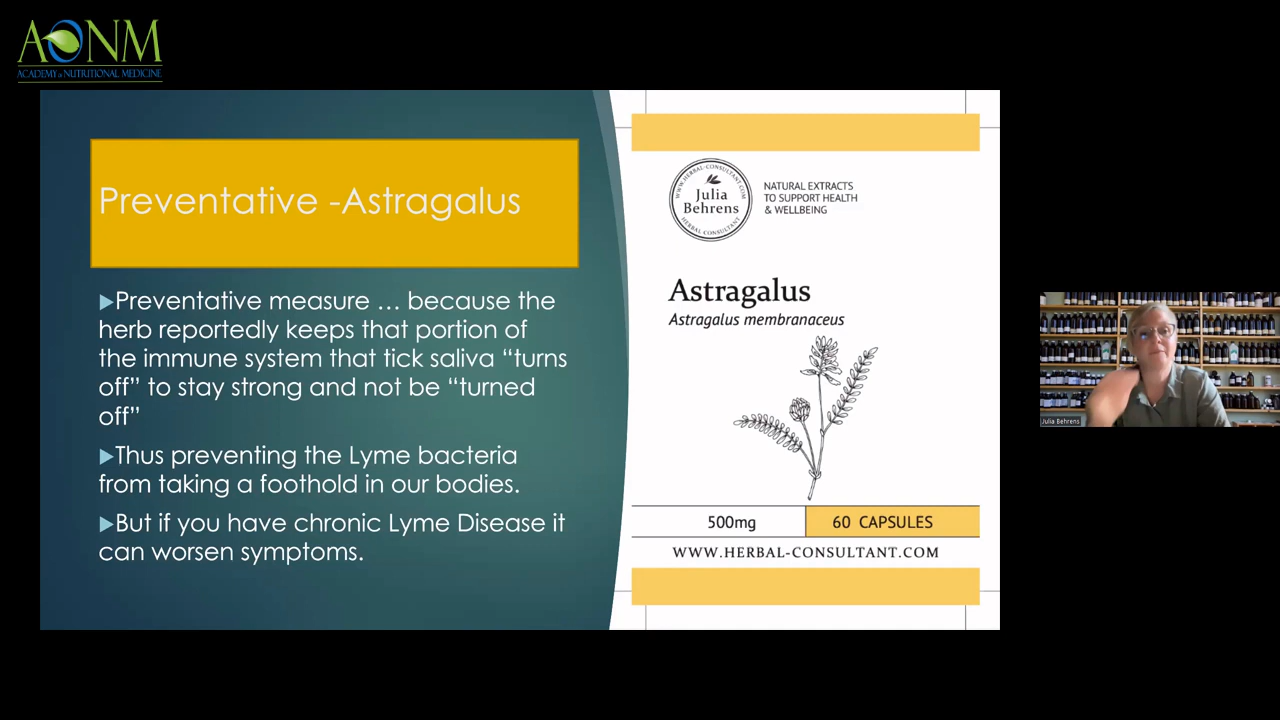 AONM
ACADEMY of NUTRITIONAL MEDICINE
Preventative -Astragalus
▶Preventative measure … because the
herb reportedly keeps that portion of
the immune system that tick saliva “turns
off” to stay strong and not be “turned
off”
▶Thus preventing the Lyme bacteria
from taking a foothold in our bodies.
▶But if you have chronic Lyme Disease it
can worsen symptoms.
WWW.HERBAL-CONSULTANT.COM
Julia
Behrens
HERBAL CONSULTANT
NATURAL EXTRACTS
TO SUPPORT HEALTH
& WELLBEING
Astragalus
Astragalus membranaceus
500mg
60 CAPSULES
WWW.HERBAL-CONSULTANT.COM
Julia Behrens